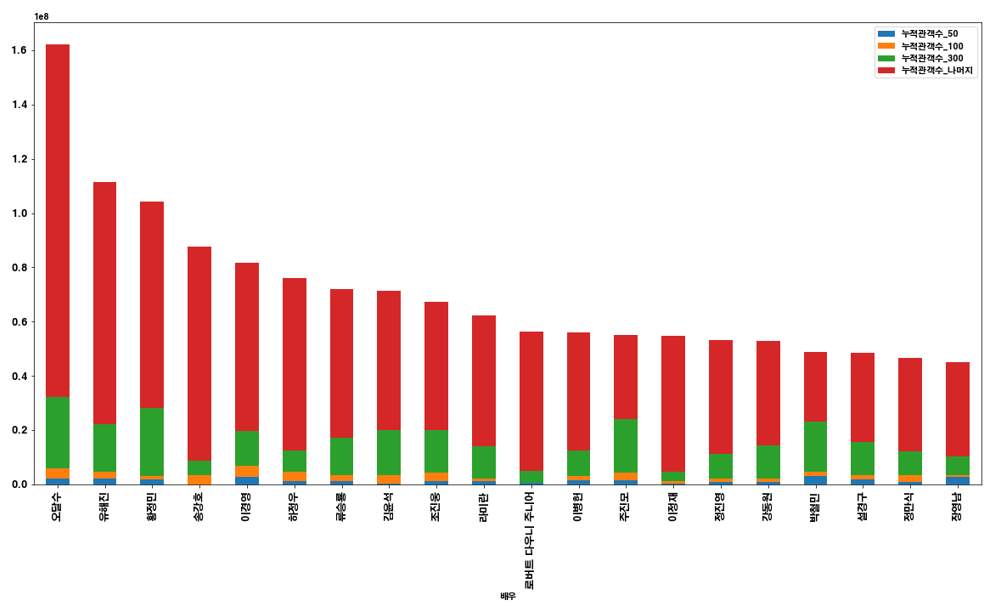 1e8
누적관객수_50
누적관객수_100
누적관객수_300
누적관객수_나머지
1.6
1.4
1.2
1.0
0.8
0.6
0.4
0.2
0.0
오달수
유해진
황정민
송강호
이경영
하정우
류승룡
김윤석
조진웅
라미란
로버트 다우니 주니어
이병헌
주진모
이정재
정진영
강동원
박철민
설경구
정만식
장영남
배우